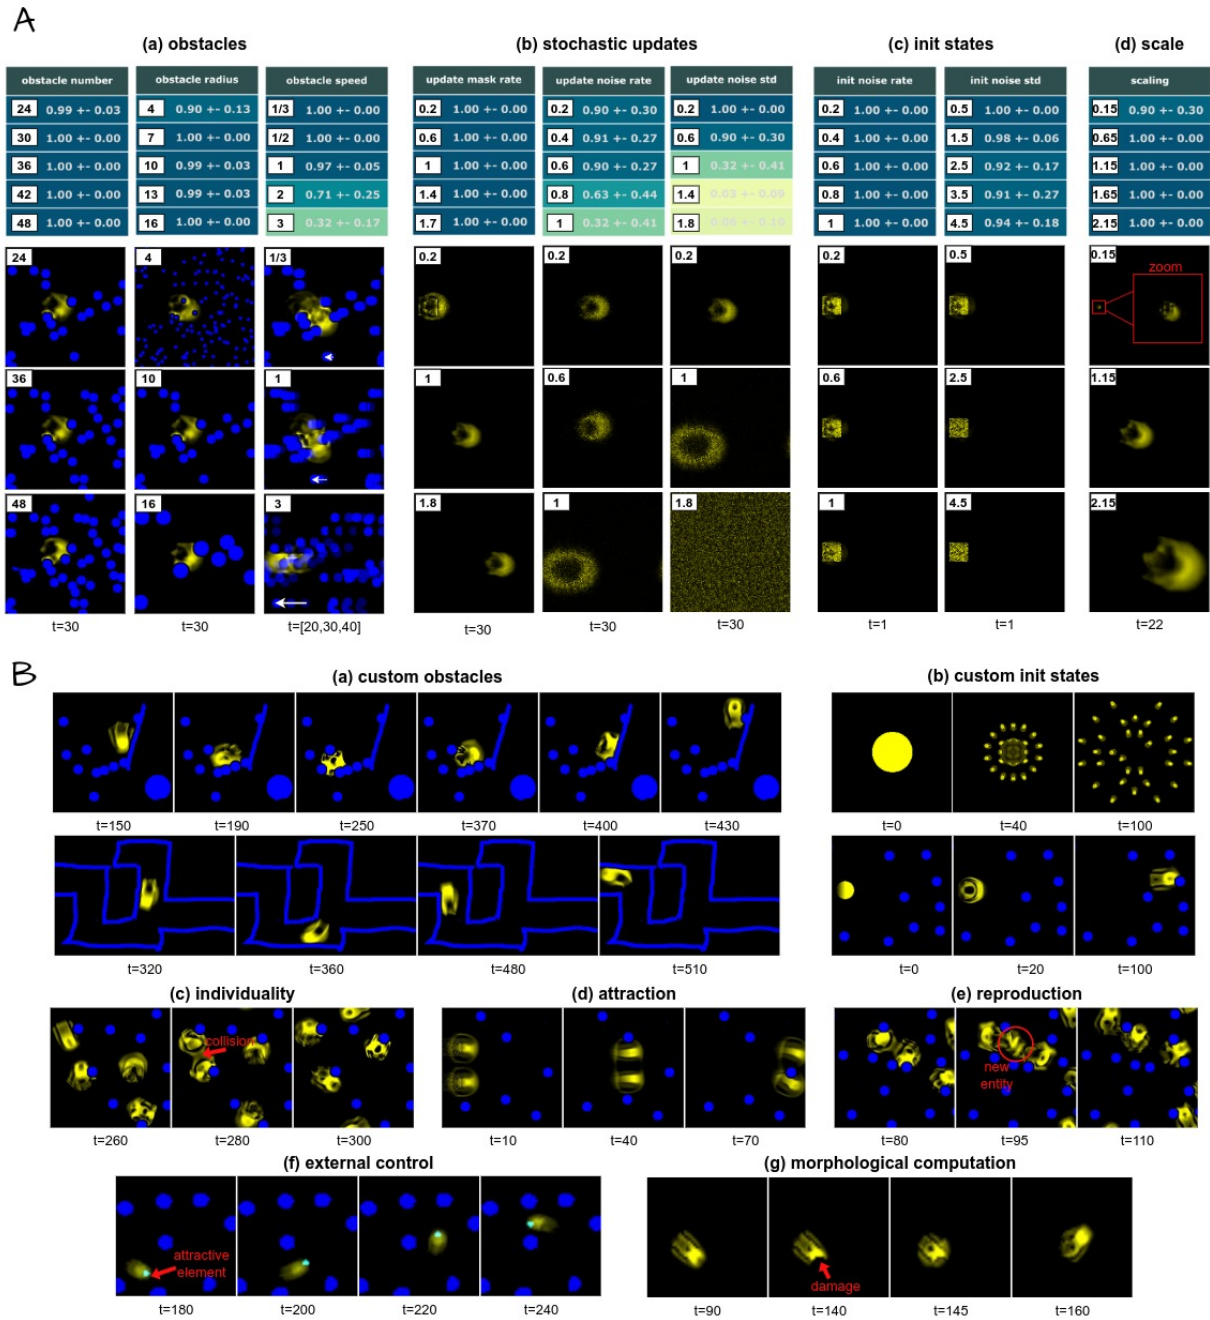 A
(a) obstacles
(b) stochastic updates
(c) init states
(d) scale
obstacle number
24 0.99 +- 0.03
30 1.00 +- 0.00
36 1.00 +- 0.00
42 1.00 +- 0.00
48 1.00 +- 0.00
obstacle radius
4 0.90 +- 0.13
7 1.00 +- 0.00
10 0.99 +- 0.03
13 0.99 +- 0.03
16 1.00 +- 0.00
obstacle speed
1/3 1.00 +- 0.00
1/2 1.00 +- 0.00
1 0.97 +- 0.05
2 0.71 +- 0.25
3 0.32 +- 0.17
update mask rate
0.2 1.00 +- 0.00
0.6 1.00 +- 0.00
1 1.00 +- 0.00
1.4 1.00 +- 0.00
1.7 1.00 +- 0.00
update noise rate
0.2 0.90 +- 0.30
0.4 0.91 +- 0.27
0.6 0.90 +- 0.27
0.8 0.63 +- 0.44
1 0.32 +- 0.41
update noise std
0.2 1.00 +- 0.00
0.6 0.90 +- 0.30
1 0.32 +- 0.41
1.4 0.03 +- 0.09
1.8 +- 0.10
init noise rate
0.2 1.00 +- 0.00
0.4 1.00 +- 0.00
0.6 1.00 +- 0.00
0.8 1.00 +- 0.00
1 1.00 +- 0.00
init noise std
0.5 1.00 +- 0.00
1.5 0.98 +- 0.06
2.5 0.92 +- 0.17
3.5 0.91 +- 0.27
4.5 0.94 +- 0.18
scaling
0.15 0.90 +- 0.30
0.65 1.00 +- 0.00
1.15 1.00 +- 0.00
1.65 1.00 +- 0.00
2.15 1.00 +- 0.00
24 4 1/3 0.2 0.2 0.2 0.2 0.5 0.15
zoom
36 10 1 1 0.6 1 0.6 2.5 1.15
48 16 3 1.8 1 1.8 1 4.5 2.15
t=30 t=30 t=[20,30,40] t=30 t=30 t=30 t=1 t=1 t=22
B
(a) custom obstacles
t=150 t=190 t=250 t=370 t=400 t=430
t=320 t=360 t=480 t=510
(b) custom init states
t=0 t=40 t=100
t=0 t=20 t=100
(c) individuality
collision
t=260 t=280 t=300
(d) attraction
t=10 t=40 t=70
(e) reproduction
new
entity
t=80 t=95 t=110
(f) external control
attractive
element
t=180 t=200 t=220 t=240
(g) morphological computation
damage
t=90 t=140 t=145 t=160